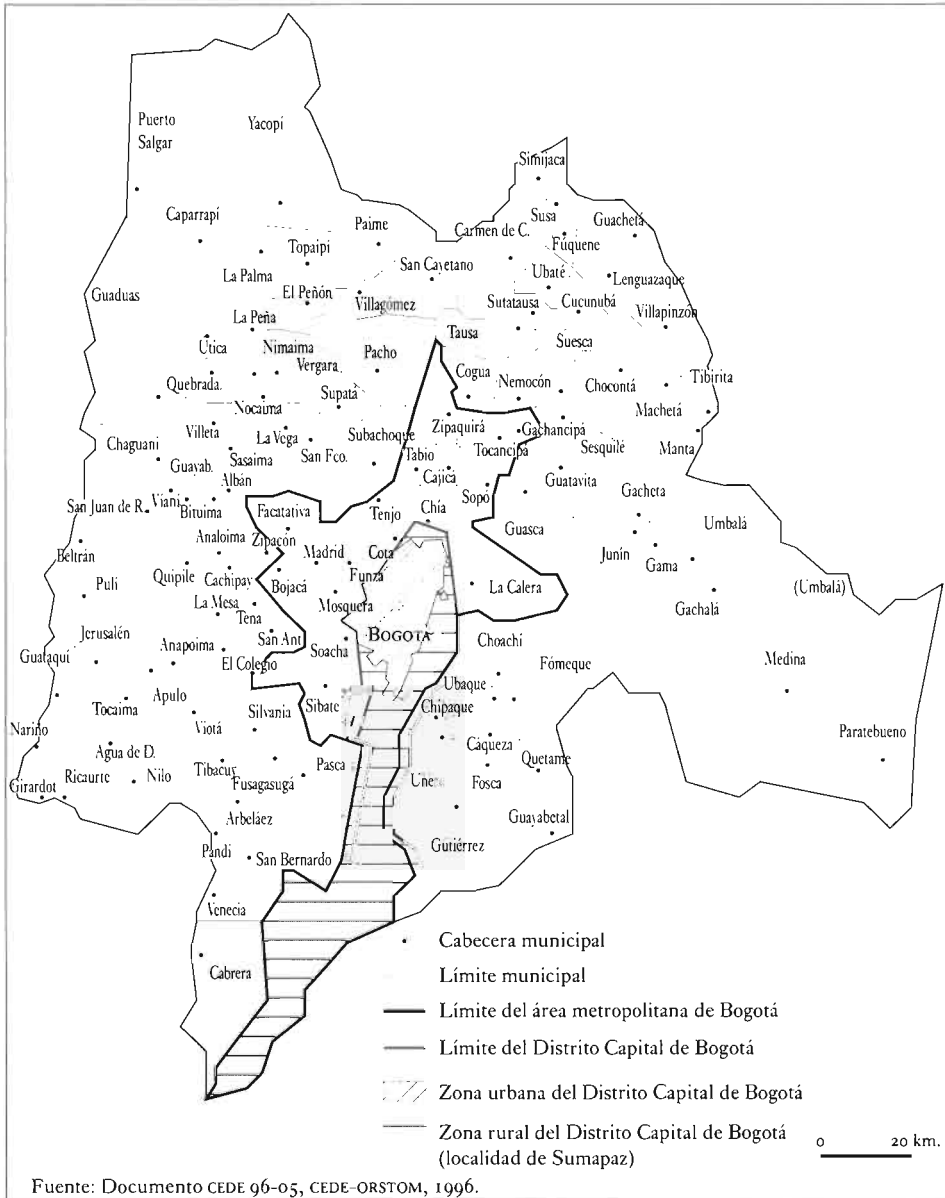 Puerto
Salgar
Yacopí
Simijaca
Susa
Guachetá
Caparrapí
Paime
Carmen de C.
Fúquene
Topaipi
San Cayetano
Ubaté
Lenguazaque
La Palma
Guaduas
El Peñón
Villagómez
Sutatausa
Cucunubá
Villapinzón
La Peña
Tausa
Útica
Nimaima
Suesca
Vergara
Pacho
Cogua
Nemocón
Chocontá
Tibirita
Quebrada.
Supatá
Nocaima
Machetá
Zipaquirá
Villeta
La Vega
Subachoque
Gachancipá
Chaguaní
San Fco.
Tabio
Tocancipá
Sesquilé
Manta
Sasaima
Guayab.
Cajicá
Guatavita
Albán
Sopó
Gacheta
San Juan de R.
Vianí
Bituima
Facatativa
Tenjo
Chía
Guasca
Umbalá
Analoima
Zipacón
Cota
Beltrán
Madrid
Junín
Gama
Quipile
Cachipay
Bojacá
Funza
La Calera
(Umbalá)
Pulí
La Mesa
Mosquera
Gachalá
Tena
Jerusalén
San Ant.
BOGOTÁ
Choachí
Anapoima
Soacha
Guataquí
El Colegio
Fómeque
Medina
Apulo
Sibate
Ubaque
Tocaima
Silvania
Chipaque
Viotá
Nariño
Paratebueno
Agua de D.
Cáqueza
Quetame
Tibacuy
Pasca
Ricaurte
Nilo
Fusagasugá
Une
Fosca
Girardot
Arbeláez
Guayabetal
Gutiérrez
Pandi
San Bernardo
Venecia
Cabrera
Cabecera municipal
Límite municipal
Límite del área metropolitana de Bogotá
Límite del Distrito Capital de Bogotá
Zona urbana del Distrito Capital de Bogotá
Zona rural del Distrito Capital de Bogotá
(localidad de Sumapaz)
0 20 km.
Fuente: Documento CEDE 96-05, CEDE-ORSTOM, 1996.